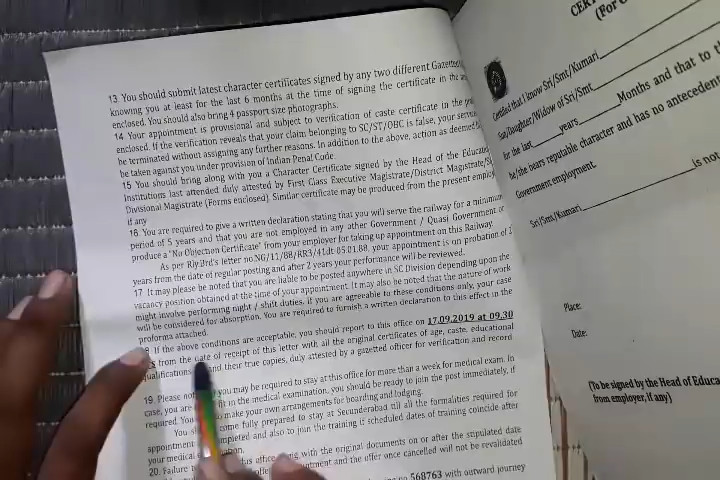 13 You should submit latest character certificates signed by any two different Gazetted
knowing you at least for the last 6 months at the time of signing the certificate in the
enclosed. You should also bring 4 passport size photographs.
14. Your appointment is provisional and subject to verification of caste certificate in the
enclosed. If the verification reveals that your claim belonging to SC/ST/OBC is false, your
be terminated without assigning any further reasons. In addition to the above, action as deemed
be taken against you under provision of Indian Penal Code.
15. You should bring along with you a Character Certificate signed by the Head of the
Institutions last attended duly attested by First Class Executive Magistrate/District Magistrate/
Divisional Magistrate (Forms enclosed). Similar certificate may be produced from the present
if any
16. You are required to give a written declaration stating that you will serve the railway for a minimum
period of 5 years and that you are not employed in any other Government / Quasi Government or
produce a "No Objection Certificate" from your employer for taking up appointment on this Railway.
As per Rly.Brd's letter no.NG/11/88/RR3/41dt 05.01.88, your appointment is on probation of 2
years from the date of regular posting and after 2 years your performance will be reviewed.
17 It may please be noted that you are liable to be posted anywhere in SC Division depending upon the
vacancy position obtained at the time of your appointment. It may also be noted that the nature of work
might involve performing night / shift duties, if you are agreeable to these conditions only, your case
will be considered for absorption. You are required to furnish a written declaration to this effect in the
proforma attached.
If the above conditions are acceptable, you should report to this office on 17.09.2019 at 09.30
from the date of receipt of this letter with all the original certificates of age, caste, educational
and their true copies, duly attested by a gazetted officer for verification and record
19. Please you may be required to stay at this office for more than a week for medical exam. In
case, you are in the medical examination, you should be ready to join the post immediately, if
required. You make your own arrangements for boarding and lodging.
You come fully prepared to stay at Secunderabad till all the formalities required for
appointment completed and also to join the training if scheduled dates of training coincide after
your medical
20. Failure this office along with the original documents on or after the stipulated date
and the offer once cancelled will not be revalidated
568763 with outward journey
(For
Certified that I know Sri/Smt/Kumari
Son/Daughter/Widow of Sri/Smt
for the last years Months and that to the
he/she bears reputable character and has no antecedent
Government employment.
Sri/Smt/Kumari is not
Place:
Date:
(To be signed by the Head of
from employer, if any)